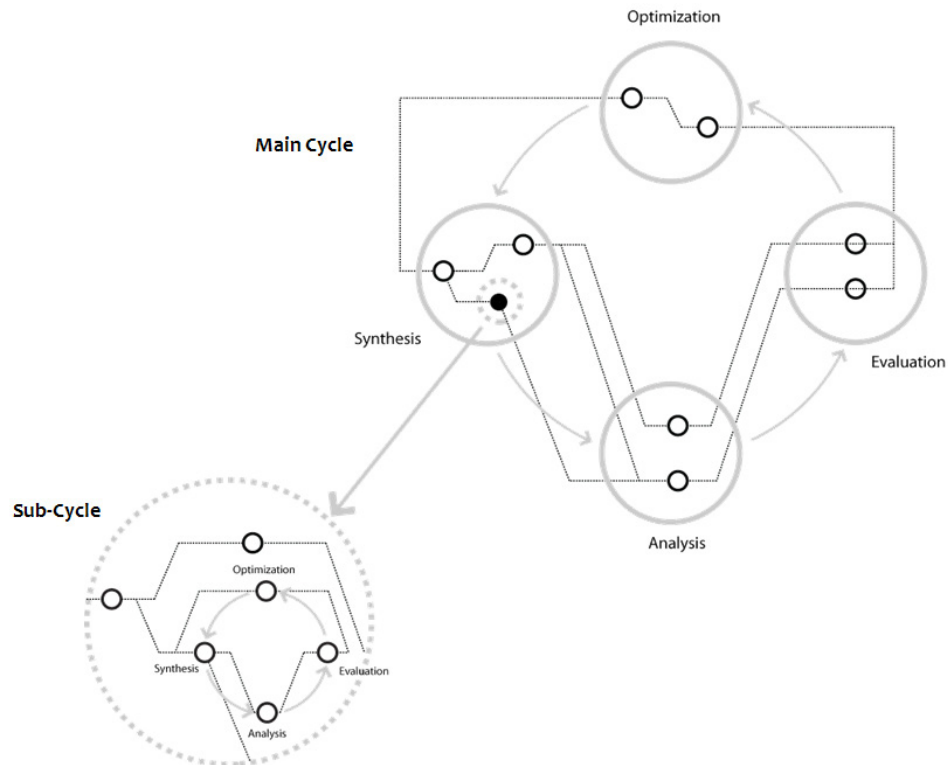 Optimization
Main Cycle
Synthesis
Evaluation
Analysis
Sub-Cycle
Optimization
Synthesis
Evaluation
Analysis